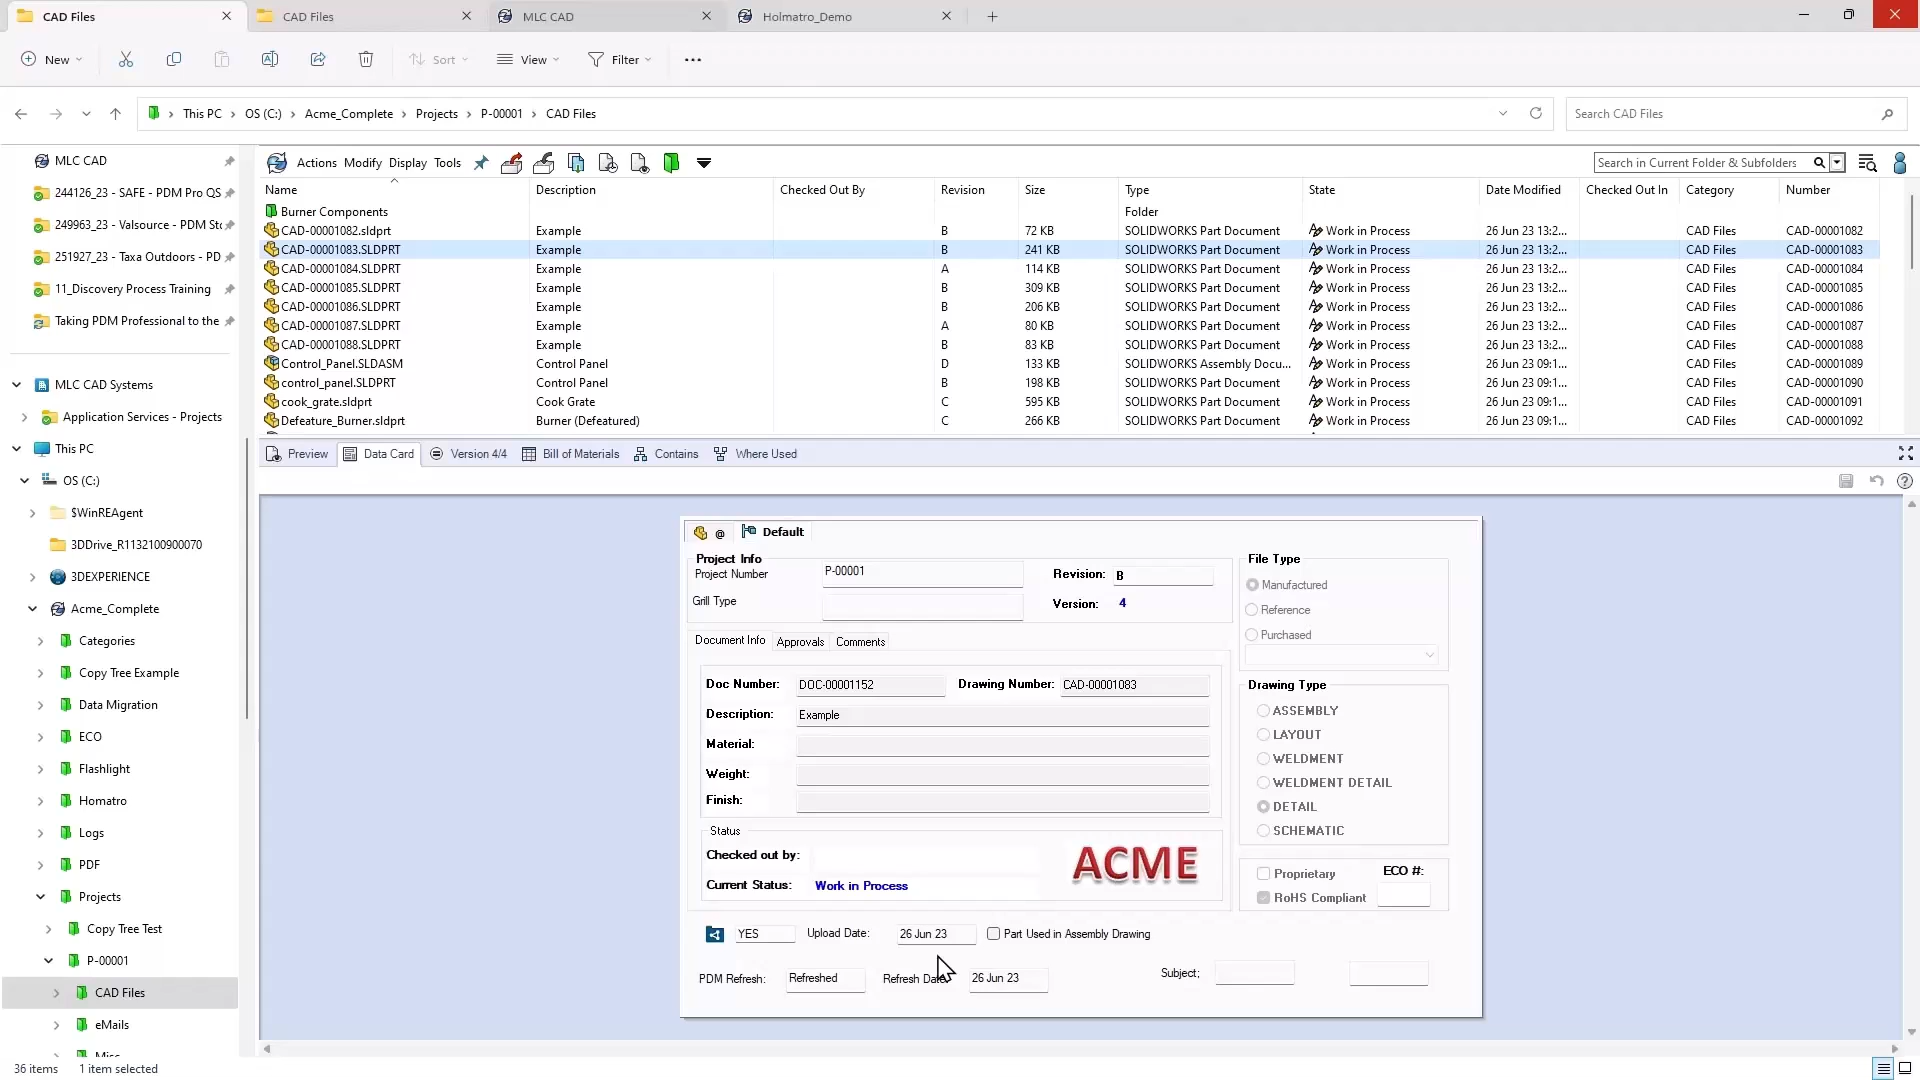 CAD Files
CAD Files
MLC CAD
Holmatro_Demo
New
Sort
View
Filter
This PC
OS (C:)
Acme_Complete
Projects
P-00001
CAD Files
Search CAD Files
MLC CAD
244126_23 - SAFE - PDM Pro QS
249963_23 - Valsource - PDM Sta
251927_23 - Taxa Outdoors - PD
11_Discovery Process Training
Taking PDM Professional to the
MLC CAD Systems
Application Services - Projects
This PC
OS (C:)
$WinREAgent
3DDrive_R1132100900070
3DEXPERIENCE
Acme_Complete
Categories
Copy Tree Example
Data Migration
ECO
Flashlight
Homatro
Logs
PDF
Projects
Copy Tree Test
P-00001
CAD Files
eMails
Misc
36 items 1 item selected
Actions Modify Display Tools
Search in Current Folder & Subfolders
Name Description Checked Out By Revision Size Type State Date Modified Checked Out In Category Number
Burner Components Folder
CAD-00001082.sldprt Example B 72 KB SOLIDWORKS Part Document Work in Process 26 Jun 23 13:2... CAD Files CAD-00001082
CAD-00001083.SLDPRT Example B 241 KB SOLIDWORKS Part Document Work in Process 26 Jun 23 13:2... CAD Files CAD-00001083
CAD-00001084.SLDPRT Example A 114 KB SOLIDWORKS Part Document Work in Process 26 Jun 23 13:2... CAD Files CAD-00001084
CAD-00001085.SLDPRT Example B 309 KB SOLIDWORKS Part Document Work in Process 26 Jun 23 13:2... CAD Files CAD-00001085
CAD-00001086.SLDPRT Example B 206 KB SOLIDWORKS Part Document Work in Process 26 Jun 23 13:2... CAD Files CAD-00001086
CAD-00001087.SLDPRT Example A 80 KB SOLIDWORKS Part Document Work in Process 26 Jun 23 13:2... CAD Files CAD-00001087
CAD-00001088.SLDPRT Example B 83 KB SOLIDWORKS Part Document Work in Process 26 Jun 23 13:2... CAD Files CAD-00001088
Control_Panel.SLDASM Control Panel D 133 KB SOLIDWORKS Assembly Docu... Work in Process 26 Jun 23 09:1... CAD Files CAD-00001089
control_panel.SLDPRT Control Panel B 198 KB SOLIDWORKS Part Document Work in Process 26 Jun 23 09:1... CAD Files CAD-00001090
cook_grate.sldprt Cook Grate C 595 KB SOLIDWORKS Part Document Work in Process 26 Jun 23 09:1... CAD Files CAD-00001091
Defeature_Burner.sldprt Burner (Defeatured) C 266 KB SOLIDWORKS Part Document Work in Process 26 Jun 23 09:1... CAD Files CAD-00001092
Preview Data Card Version 4/4 Bill of Materials Contains Where Used
@ Default
Project Info
Project Number P-00001 Revision: B
Grill Type Version: 4
Document Info Approvals Comments
Doc Number: DOC-00001152 Drawing Number: CAD-00001083
Description: Example
Material:
Weight:
Finish:
Status
Checked out by:
Current Status: Work in Process
ACME
File Type
Manufactured
Reference
Purchased
Drawing Type
ASSEMBLY
LAYOUT
WELDMENT
WELDMENT DETAIL
DETAIL
SCHEMATIC
Proprietary ECO #:
RoHS Compliant
YES Upload Date: 26 Jun 23 Part Used in Assembly Drawing
PDM Refresh: Refreshed Refresh Date 26 Jun 23 Subject: